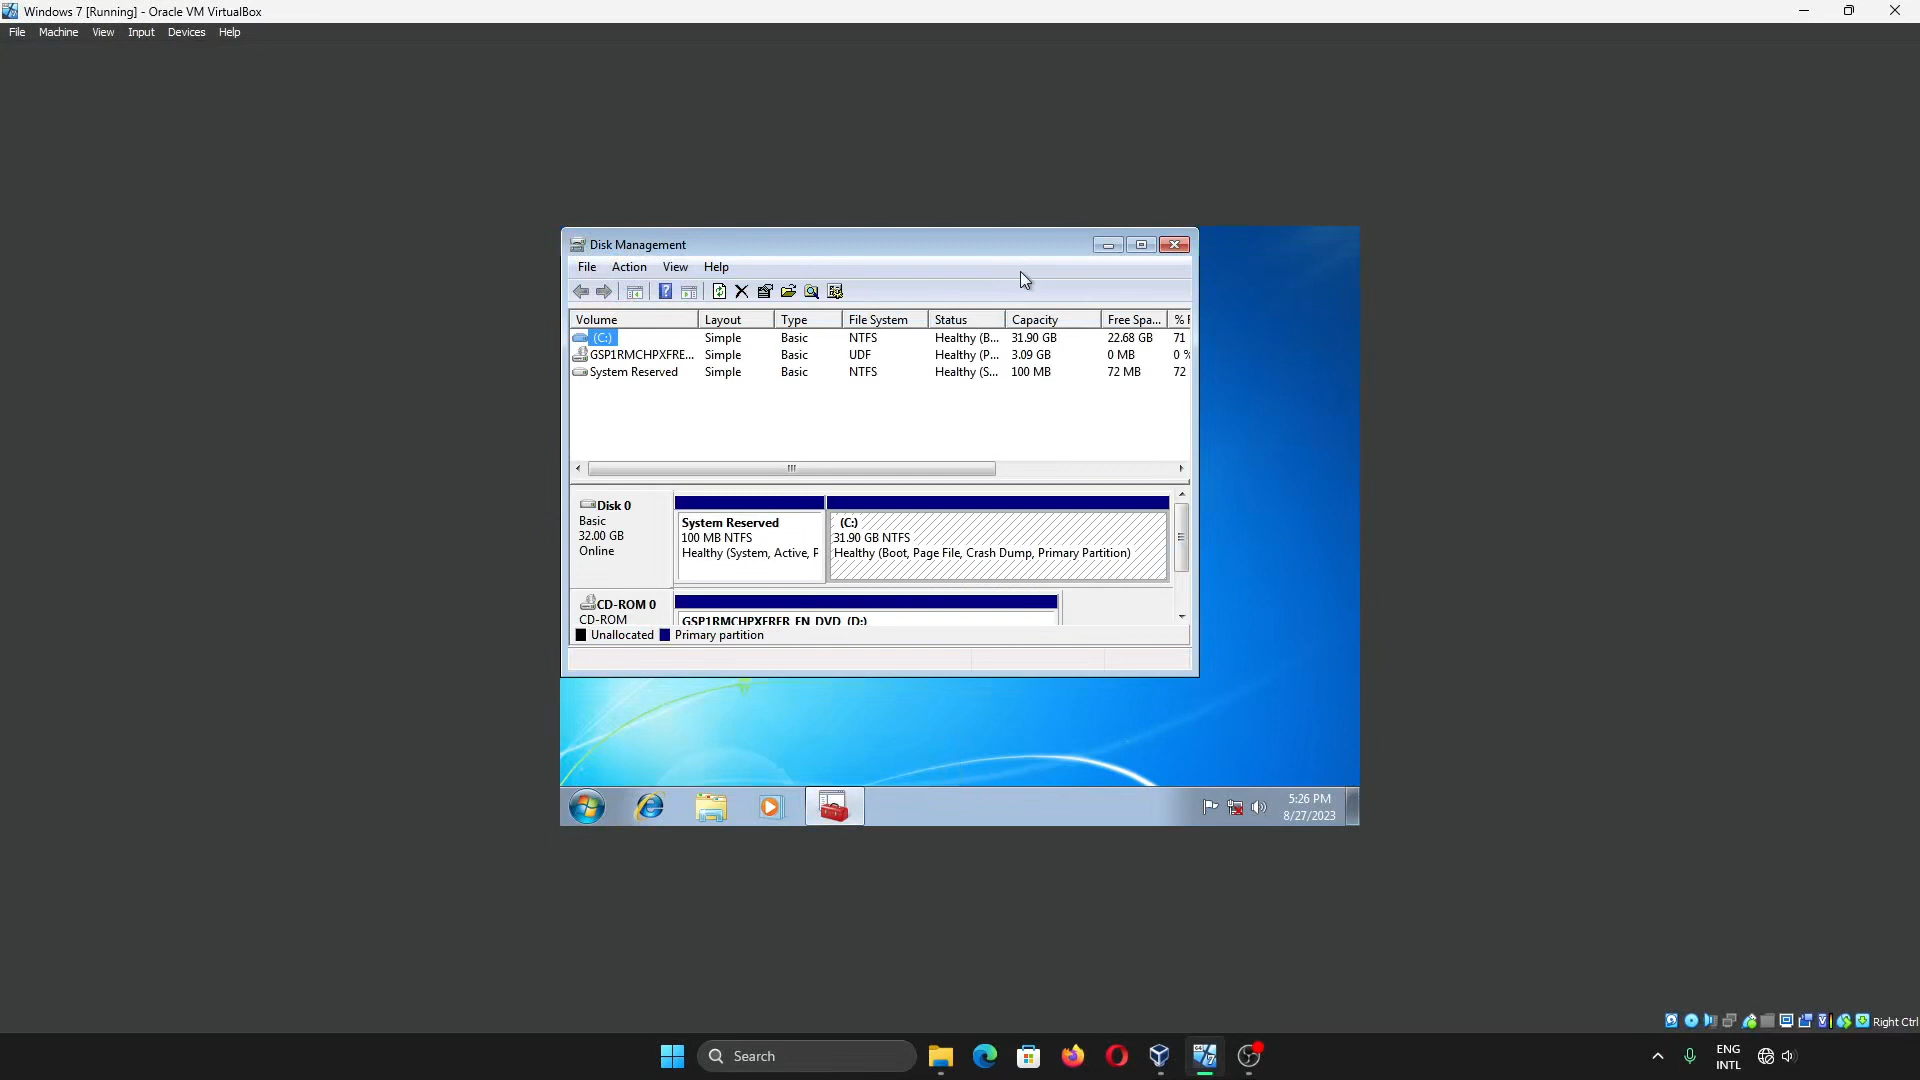 Windows 7 [Running] - Oracle VM VirtualBox
File Machine View Input Devices Help
Disk Management
File Action View Help
Volume Layout Type File System Status Capacity Free Spa... % F
(C:) Simple Basic NTFS Healthy (B... 31.90 GB 22.68 GB 71
GSP1RMCHPXFRE... Simple Basic UDF Healthy (P... 3.09 GB 0 MB 0 %
System Reserved Simple Basic NTFS Healthy (S... 100 MB 72 MB 72
Disk 0
Basic
32.00 GB
Online
System Reserved
100 MB NTFS
Healthy (System, Active, P
(C:)
31.90 GB NTFS
Healthy (Boot, Page File, Crash Dump, Primary Partition)
CD-ROM 0
CD-ROM
GSP1RMCHPXFRER_EN_DVD (D:)
Unallocated Primary partition
5:26 PM
8/27/2023
Right Ctrl
Search
ENG
INTL